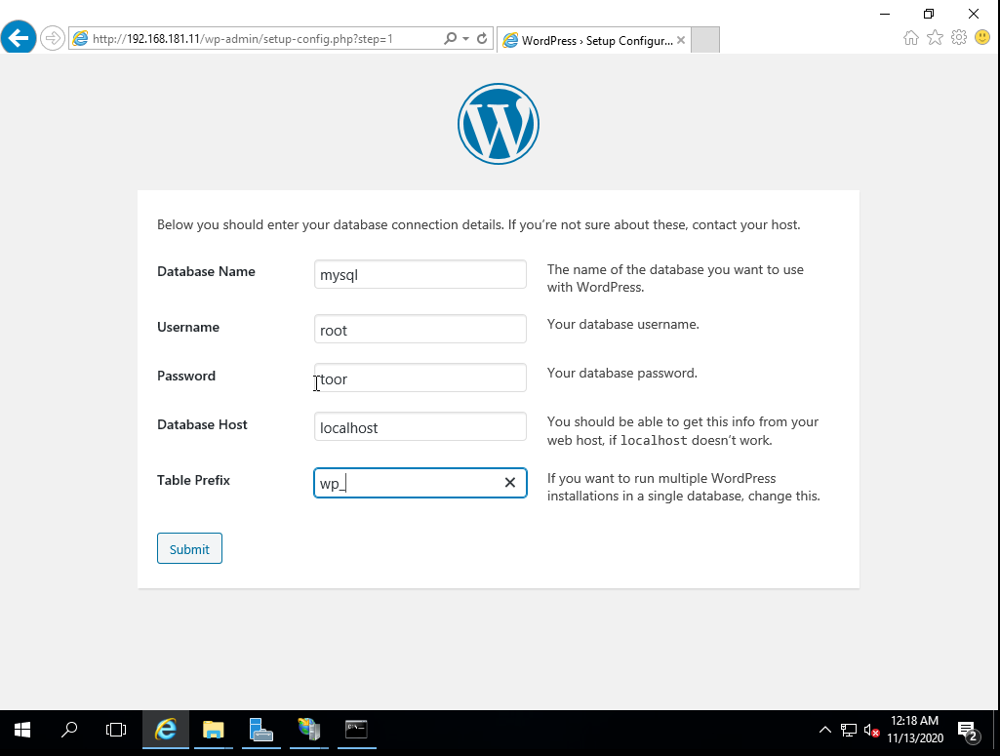 http://192.168.181.11/wp-admin/setup-config.php?step=1
WordPress › Setup Configur...
Below you should enter your database connection details. If you’re not sure about these, contact your host.
Database Name
mysql
The name of the database you want to use
with WordPress.
Username
root
Your database username.
Password
toor
Your database password.
Database Host
localhost
You should be able to get this info from your
web host, if localhost doesn’t work.
Table Prefix
wp_
If you want to run multiple WordPress
installations in a single database, change this.
Submit
12:18 AM
11/13/2020
2